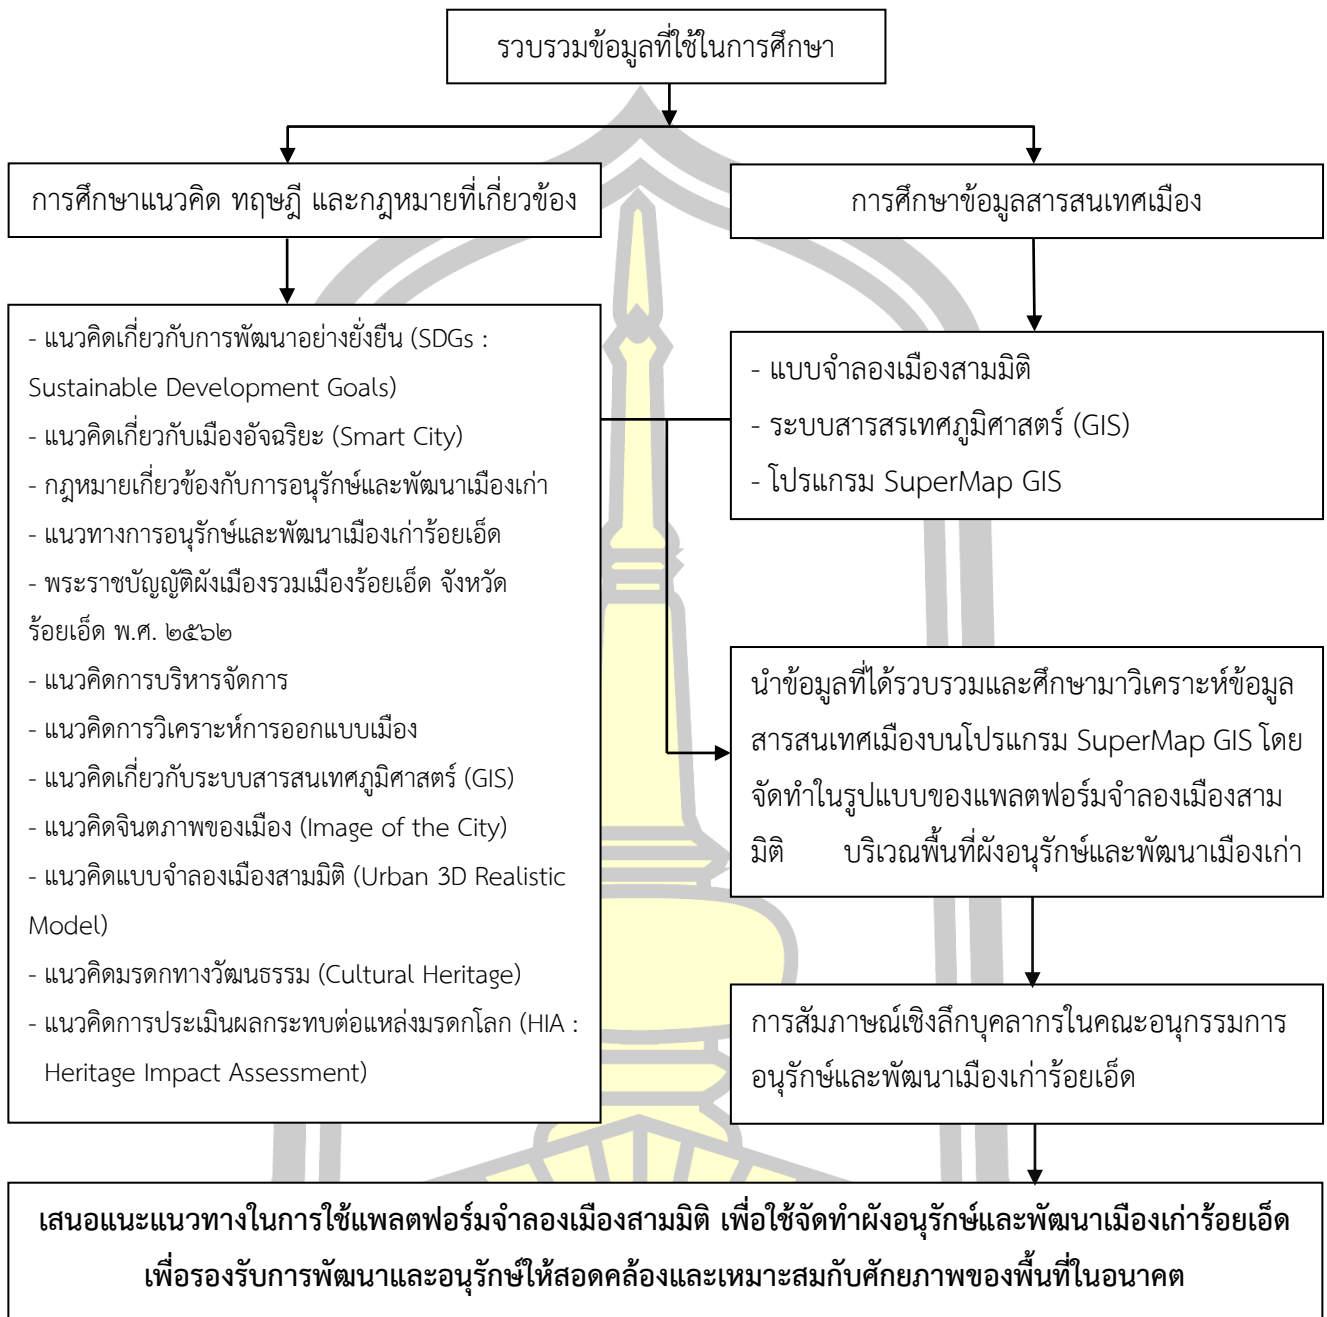 รวบรวมข้อมูลที่ใช้ในการศึกษา
การศึกษาแนวคิด ทฤษฎี และกฎหมายที่เกี่ยวข้อง
การศึกษาข้อมูลสารสนเทศเมือง
- แนวคิดเกี่ยวกับการพัฒนาอย่างยั่งยืน (SDGs :
Sustainable Development Goals)
- แนวคิดเกี่ยวกับเมืองอัจฉริยะ (Smart City)
- กฎหมายเกี่ยวข้องกับการอนุรักษ์และพัฒนาเมืองเก่า
- แนวทางการอนุรักษ์และพัฒนาเมืองเก่าร้อยเอ็ด
- พระราชบัญญัติผังเมืองรวมเมืองร้อยเอ็ด จังหวัด
ร้อยเอ็ด พ.ศ. ๒๕๖๒
- แนวคิดการบริหารจัดการ
- แนวคิดการวิเคราะห์การออกแบบเมือง
- แนวคิดเกี่ยวกับระบบสารสนเทศภูมิศาสตร์ (GIS)
- แนวคิดจินตภาพของเมือง (Image of the City)
- แนวคิดแบบจำลองเมืองสามมิติ (Urban 3D Realistic
Model)
- แนวคิดมรดกทางวัฒนธรรม (Cultural Heritage)
- แนวคิดการประเมินผลกระทบต่อแหล่งมรดกโลก (HIA :
Heritage Impact Assessment)
- แบบจำลองเมืองสามมิติ
- ระบบสารสรเทศภูมิศาสตร์ (GIS)
- โปรแกรม SuperMap GIS
นำข้อมูลที่ได้รวบรวมและศึกษามาวิเคราะห์ข้อมูล
สารสนเทศเมืองบนโปรแกรม SuperMap GIS โดย
จัดทำในรูปแบบของแพลตฟอร์มจำลองเมืองสาม
มิติ บริเวณพื้นที่ผังอนุรักษ์และพัฒนาเมืองเก่า
การสัมภาษณ์เชิงลึกบุคลากรในคณะอนุกรรมการ
อนุรักษ์และพัฒนาเมืองเก่าร้อยเอ็ด
เสนอแนะแนวทางในการใช้แพลตฟอร์มจำลองเมืองสามมิติ เพื่อใช้จัดทำผังอนุรักษ์และพัฒนาเมืองเก่าร้อยเอ็ด
เพื่อรองรับการพัฒนาและอนุรักษ์ให้สอดคล้องและเหมาะสมกับศักยภาพของพื้นที่ในอนาคต